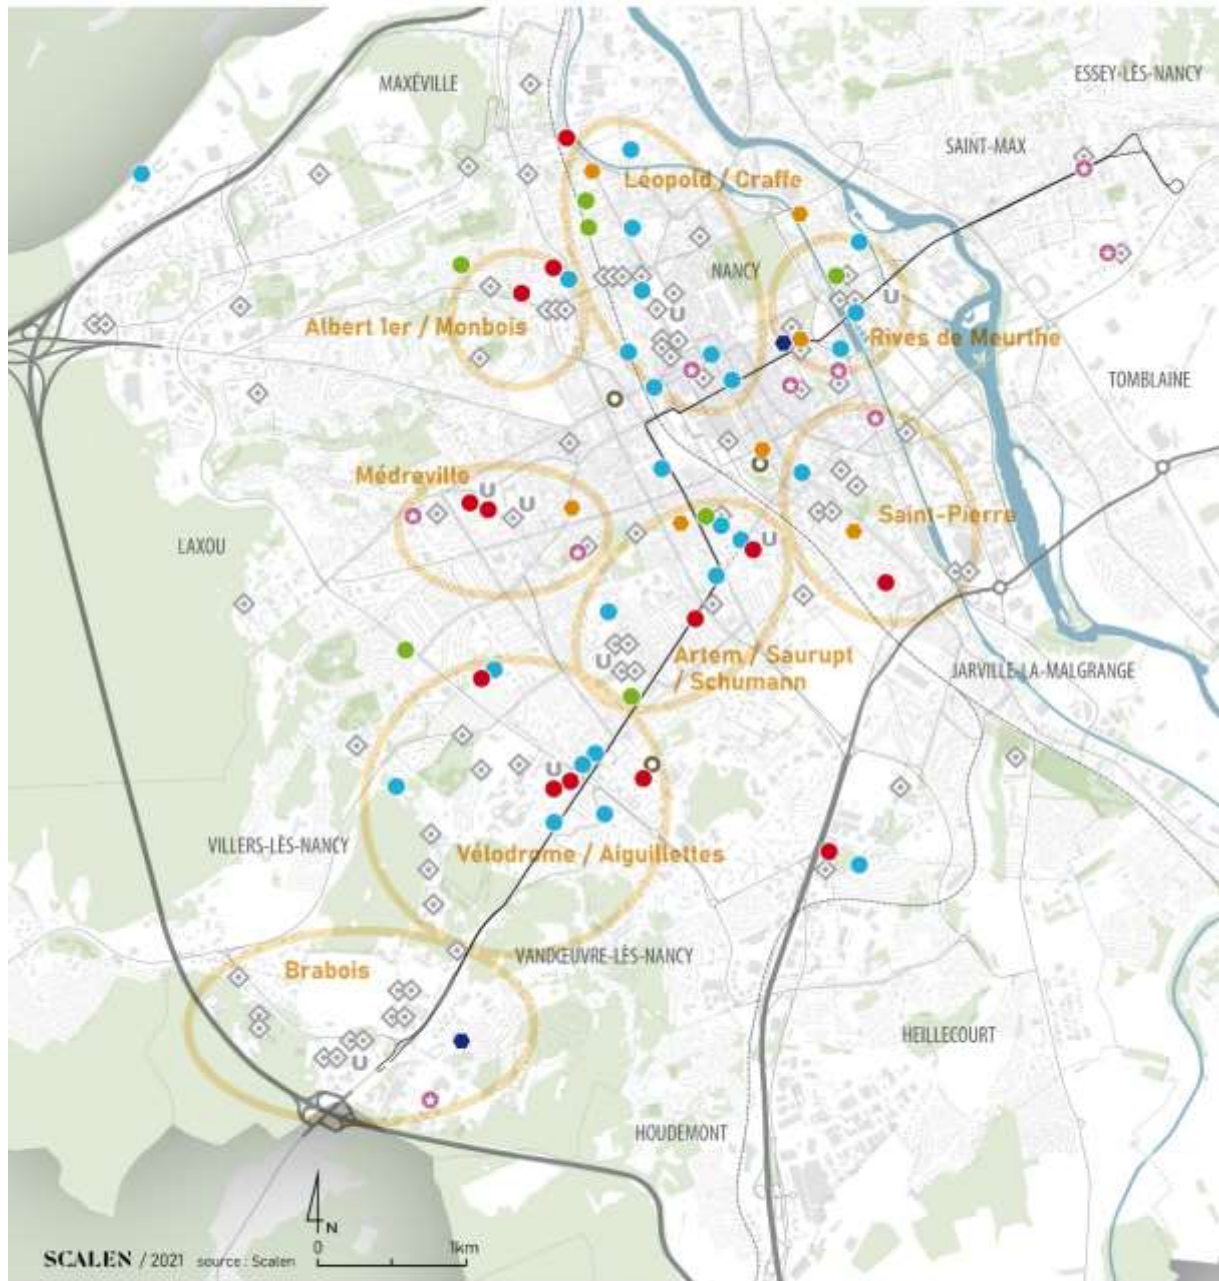 MAXÉVILLE
ESSEY-LÈS-NANCY
SAINT-MAX
Léopold / Craffe
NANCY
U
U
Albert 1er / Monbois
Rives de Meurthe
TOMBLAINE
Médreville
U
U
Saint-Pierre
LAXOU
U
U
Artem / Saurupt
/ Schumann
JARVILLE-LA-MALGRANGE
U
VILLERS-LÈS-NANCY
Vélodrome / Aiguillettes
VANDŒUVRE-LÈS-NANCY
Brabois
HEILLECOURT
U
HOUDEMONT
N
SCALEN / 2021 source : Scalen
0 1km